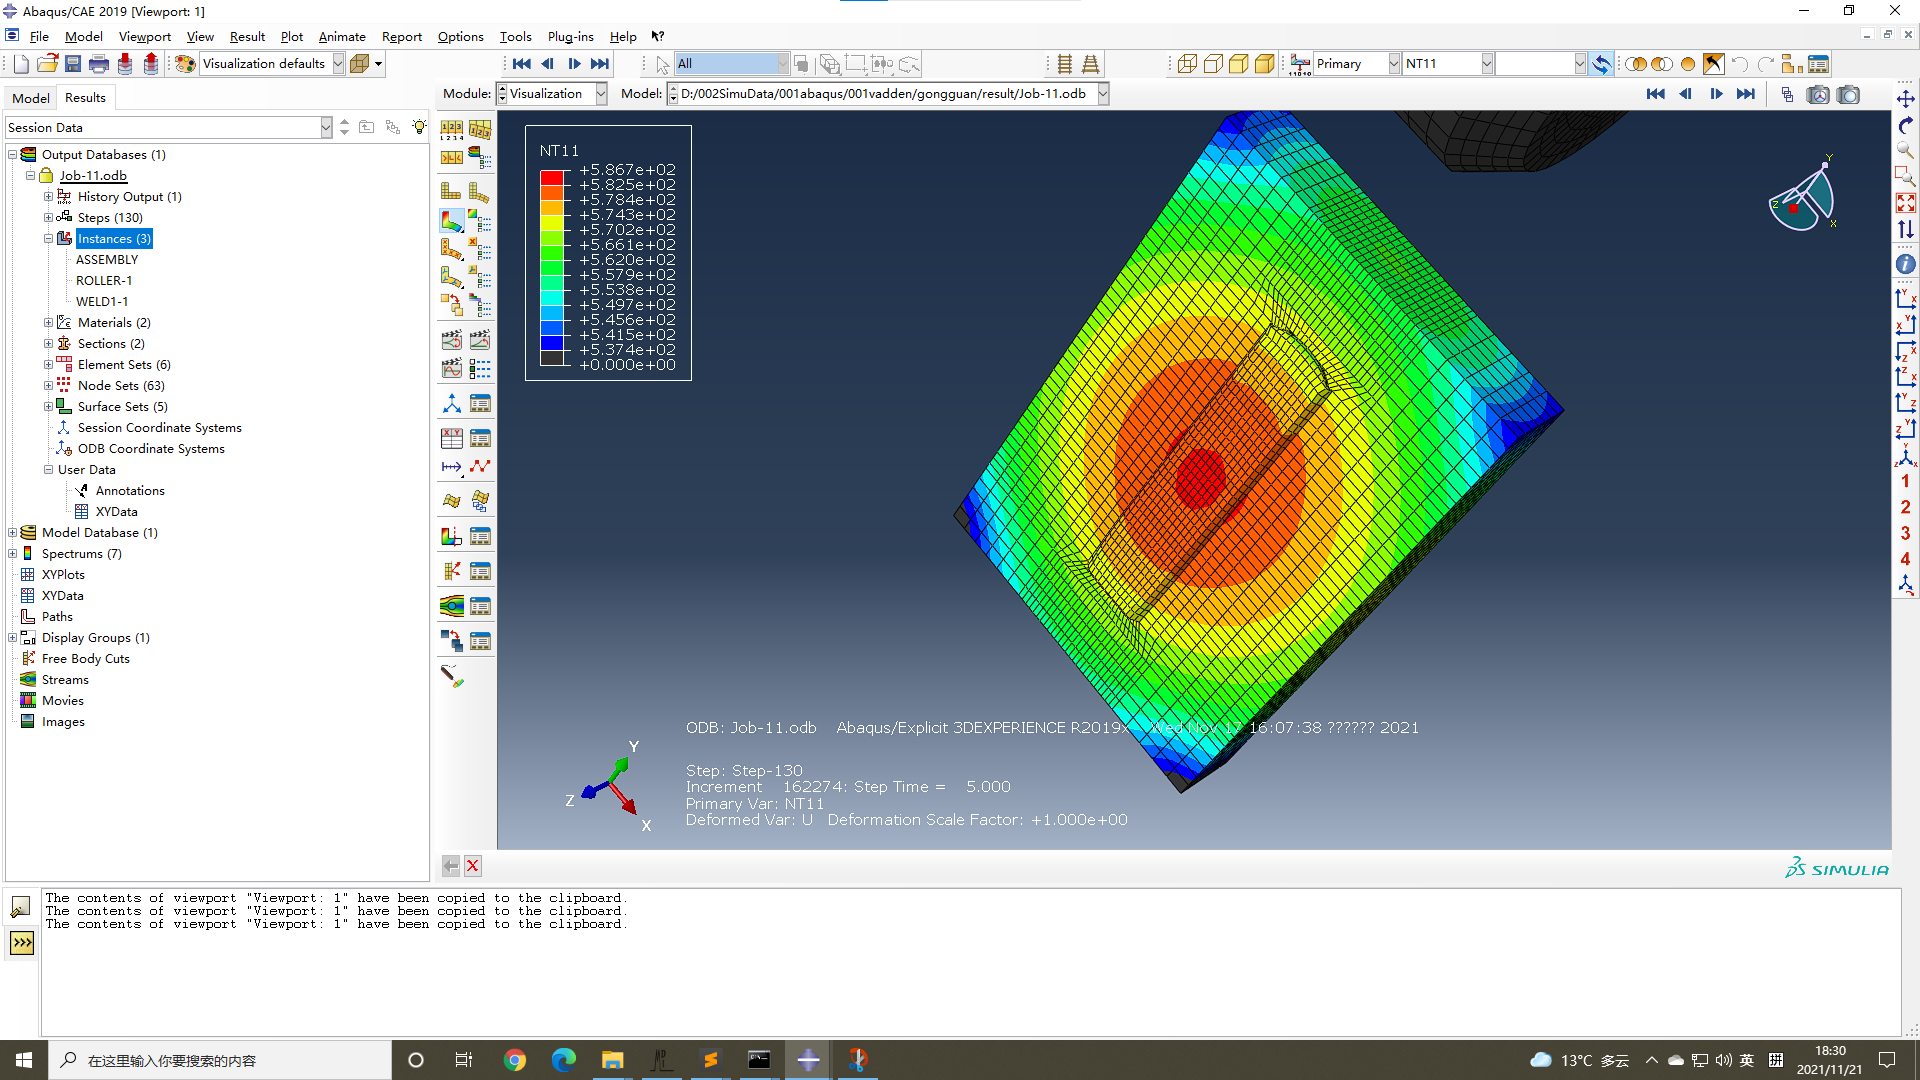 Abaqus/CAE 2019 [Viewport: 1]
File Model Viewport View Result Plot Animate Report Options Tools Plug-ins Help
Visualization defaults
All
Primary
NT11
Model Results
Module: Visualization Model: D:/002SimuData/001abaqus/001vadden/gongguan/result/Job-11.odb
Session Data
Output Databases (1)
Job-11.odb
History Output (1)
Steps (130)
Instances (3)
ASSEMBLY
ROLLER-1
WELD1-1
Materials (2)
Sections (2)
Element Sets (6)
Node Sets (63)
Surface Sets (5)
Session Coordinate Systems
ODB Coordinate Systems
User Data
Annotations
XYData
Model Database (1)
Spectrums (7)
XYPlots
XYData
Paths
Display Groups (1)
Free Body Cuts
Streams
Movies
Images
NT11
+5.867e+02
+5.825e+02
+5.784e+02
+5.743e+02
+5.702e+02
+5.661e+02
+5.620e+02
+5.579e+02
+5.538e+02
+5.497e+02
+5.456e+02
+5.415e+02
+5.374e+02
+0.000e+00
Y
Z
X
Y
Z
X
ODB: Job-11.odb Abaqus/Explicit 3DEXPERIENCE R2019x Wed Nov 17 16:07:38 ?????? 2021
Step: Step-130
Increment 162274: Step Time = 5.000
Primary Var: NT11
Deformed Var: U Deformation Scale Factor: +1.000e+00
1
2
3
4
SIMULIA
The contents of viewport "Viewport: 1" have been copied to the clipboard.
The contents of viewport "Viewport: 1" have been copied to the clipboard.
The contents of viewport "Viewport: 1" have been copied to the clipboard.
>>>
在这里输入你要搜索的内容
13°C 多云
英
18:30
2021/11/21